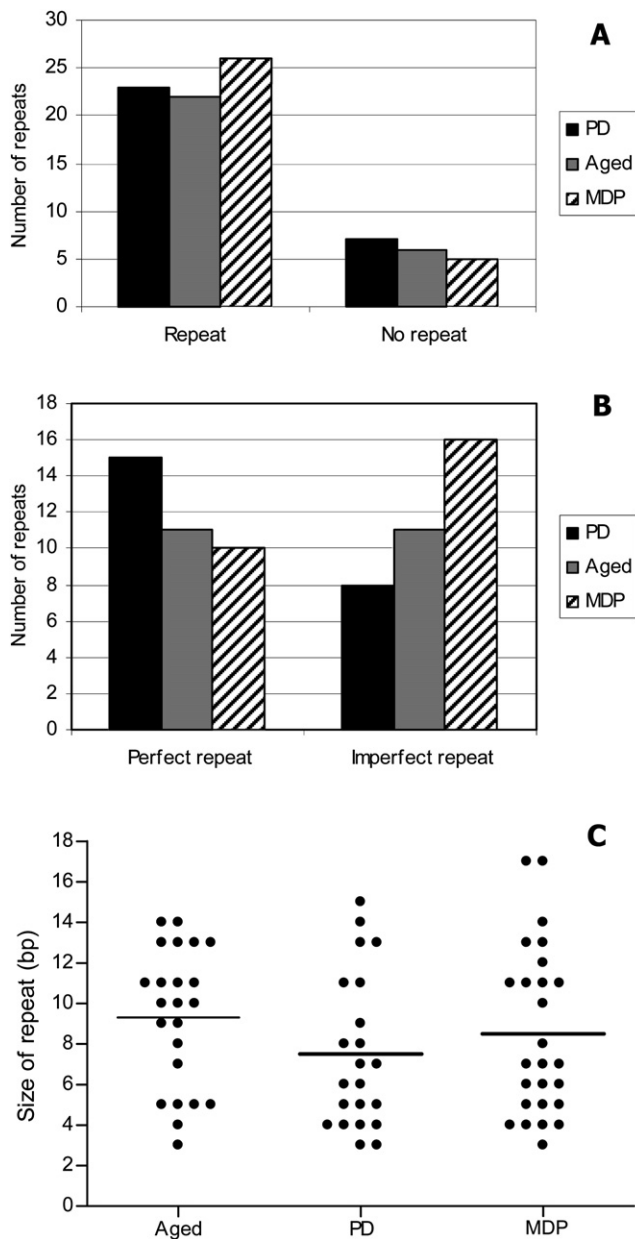 A
30
25
20
15
10
5
0
Number of repeats
Repeat No repeat
PD
Aged
MDP
B
18
16
14
12
10
8
6
4
2
0
Number of repeats
Perfect repeat Imperfect repeat
PD
Aged
MDP
C
18
16
14
12
10
8
6
4
2
0
Size of repeat (bp)
Aged PD MDP